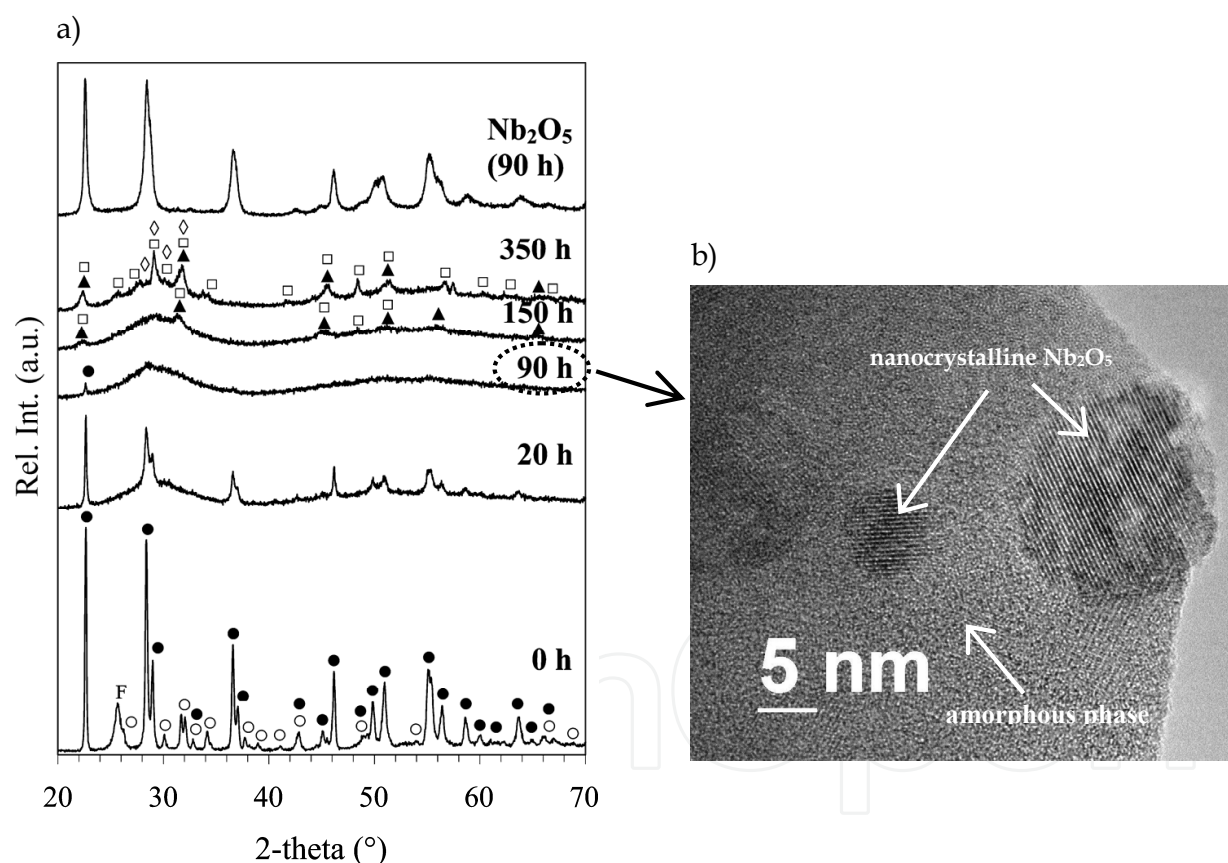 a)
Nb₂O₅
(90 h)
350 h
150 h
90 h
20 h
0 h
F
Rel. Int. (a.u.)
20 30 40 50 60 70
2-theta (°)
b)
nanocrystalline Nb₂O₅
5 nm
amorphous phase